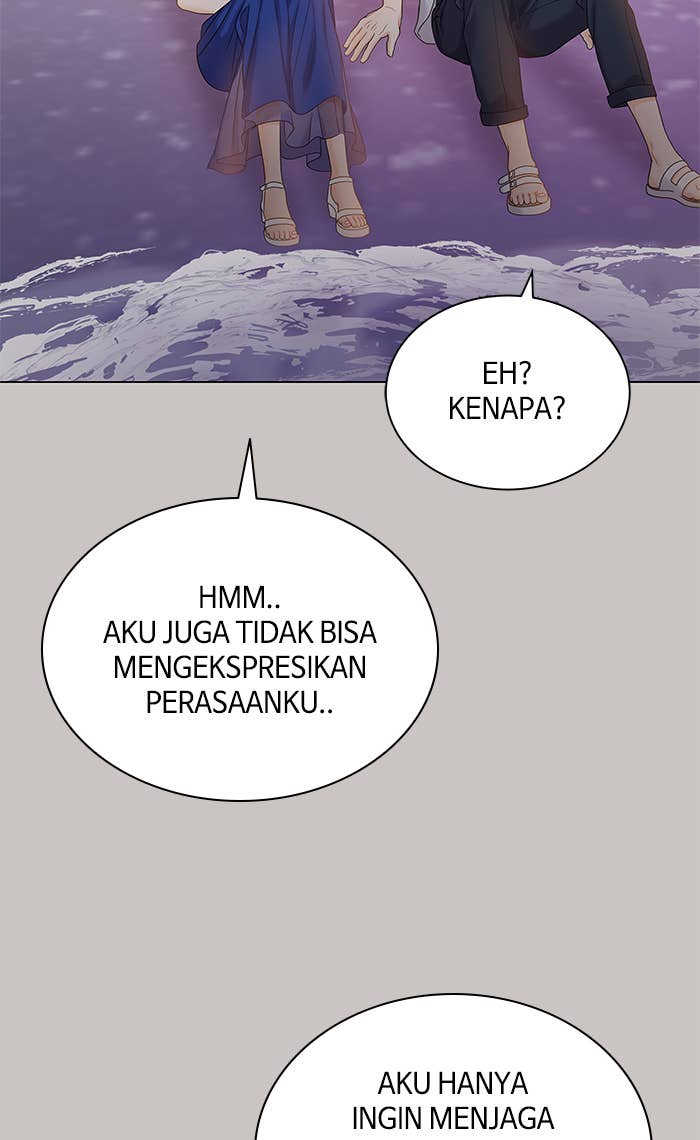 EH?
KENAPA?
HMM..
AKU JUGA TIDAK BISA
MENGEKSPRESIKAN
PERASAANKU..
AKU HANYA
INGIN MENJAGA